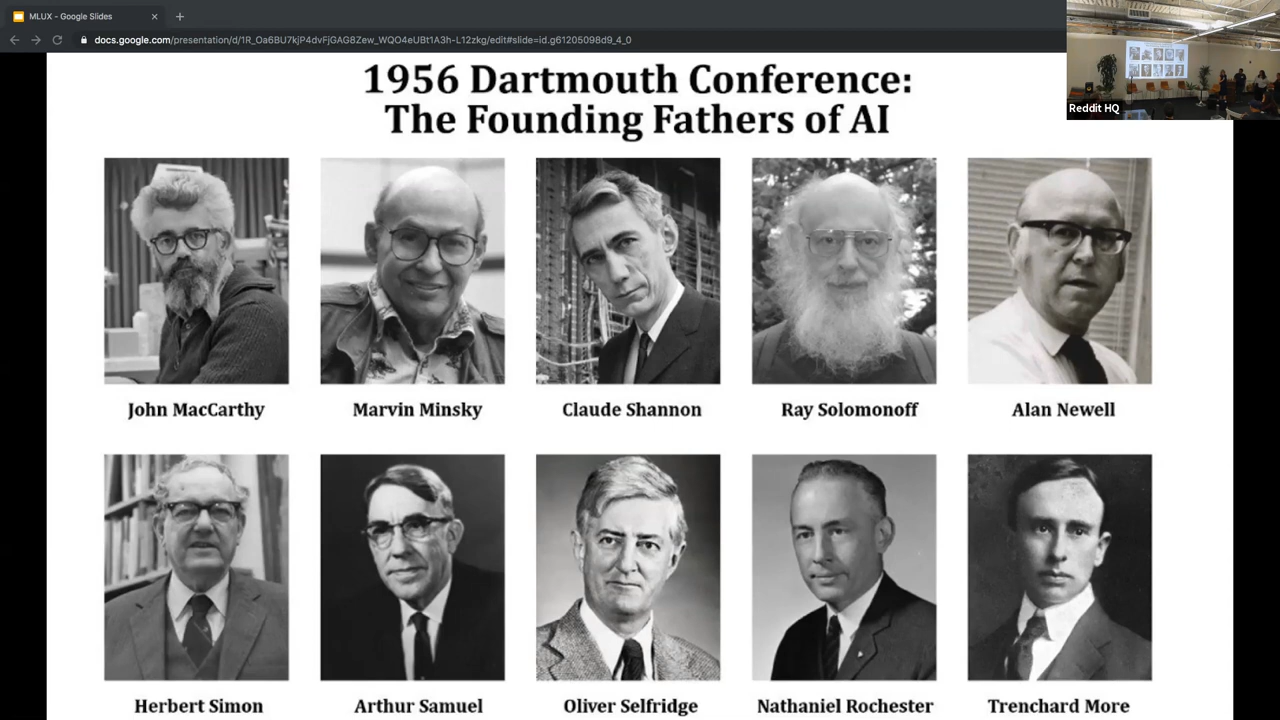 MLUX - Google Slides
docs.google.com/presentation/d/1R_Oa6BU7kjP4dvFjGAG8Zew_WQO4eUBt1A3h-L12zkg/edit#slide=id.g61205098d9_4_0
Reddit HQ
1956 Dartmouth Conference:
The Founding Fathers of AI
John MacCarthy
Marvin Minsky
Claude Shannon
Ray Solomonoff
Alan Newell
Herbert Simon
Arthur Samuel
Oliver Selfridge
Nathaniel Rochester
Trenchard More